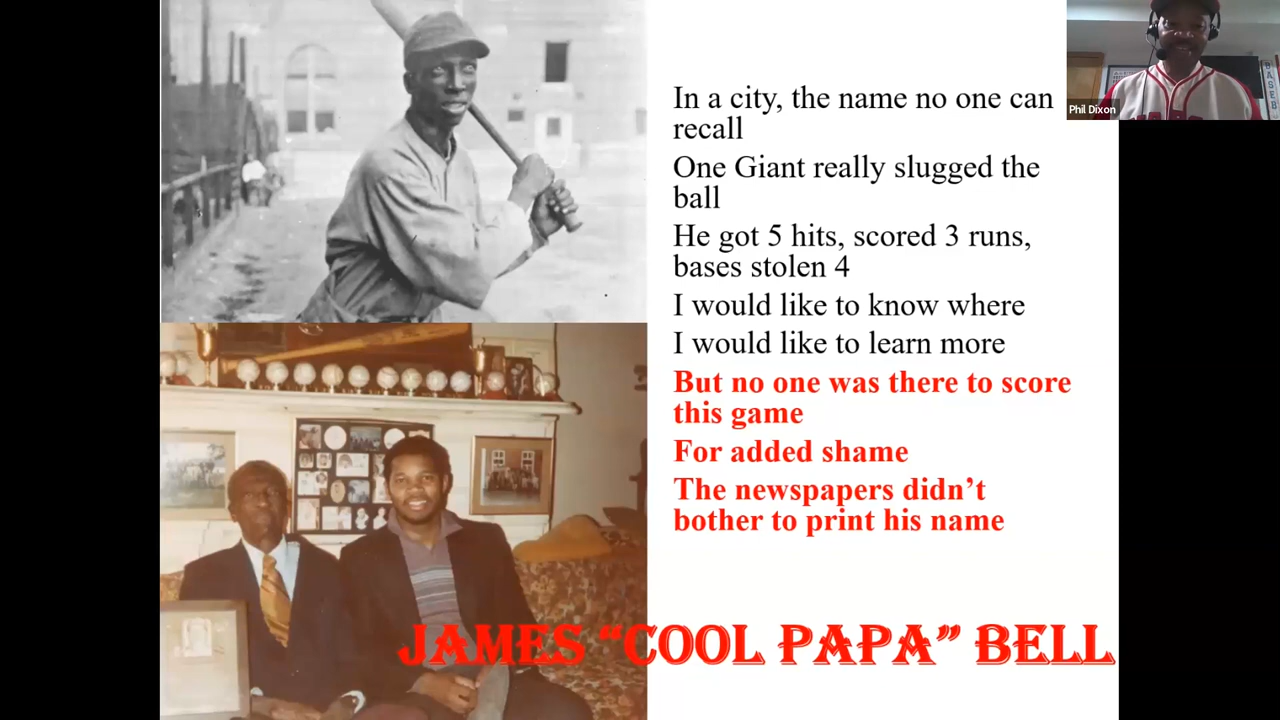 In a city, the name no one can
recall
One Giant really slugged the
ball
He got 5 hits, scored 3 runs,
bases stolen 4
I would like to know where
I would like to learn more
But no one was there to score
this game
For added shame
The newspapers didn’t
bother to print his name
JAMES “COOL PAPA” BELL
Phil Dixon